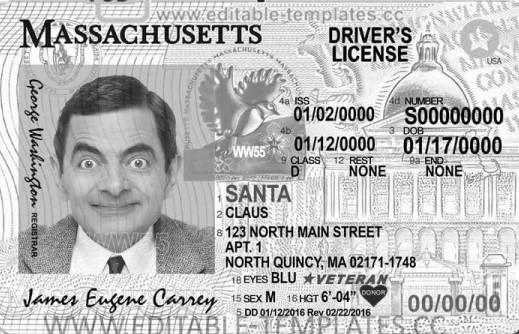 www.editable-templates.cc
MASSACHUSETTS
DRIVER'S
LICENSE
USA
4a ISS
01/02/0000
4d NUMBER
S00000000
4b
01/12/0000
3 DOB
01/17/0000
9 CLASS
D
12 REST
NONE
9a END
NONE
WW55
George Washington
REGISTRAR
1 SANTA
2 CLAUS
8 123 NORTH MAIN STREET
APT. 1
NORTH QUINCY, MA 02171-1748
18 EYES BLU ★VETERAN
15 SEX M 16 HGT 6'-04" DONOR
00/00/00
5 DD 01/12/2016 Rev 02/22/2016
James Eugene Carrey
WW55
WWW.EDITABLE-TEMPLATES.CC